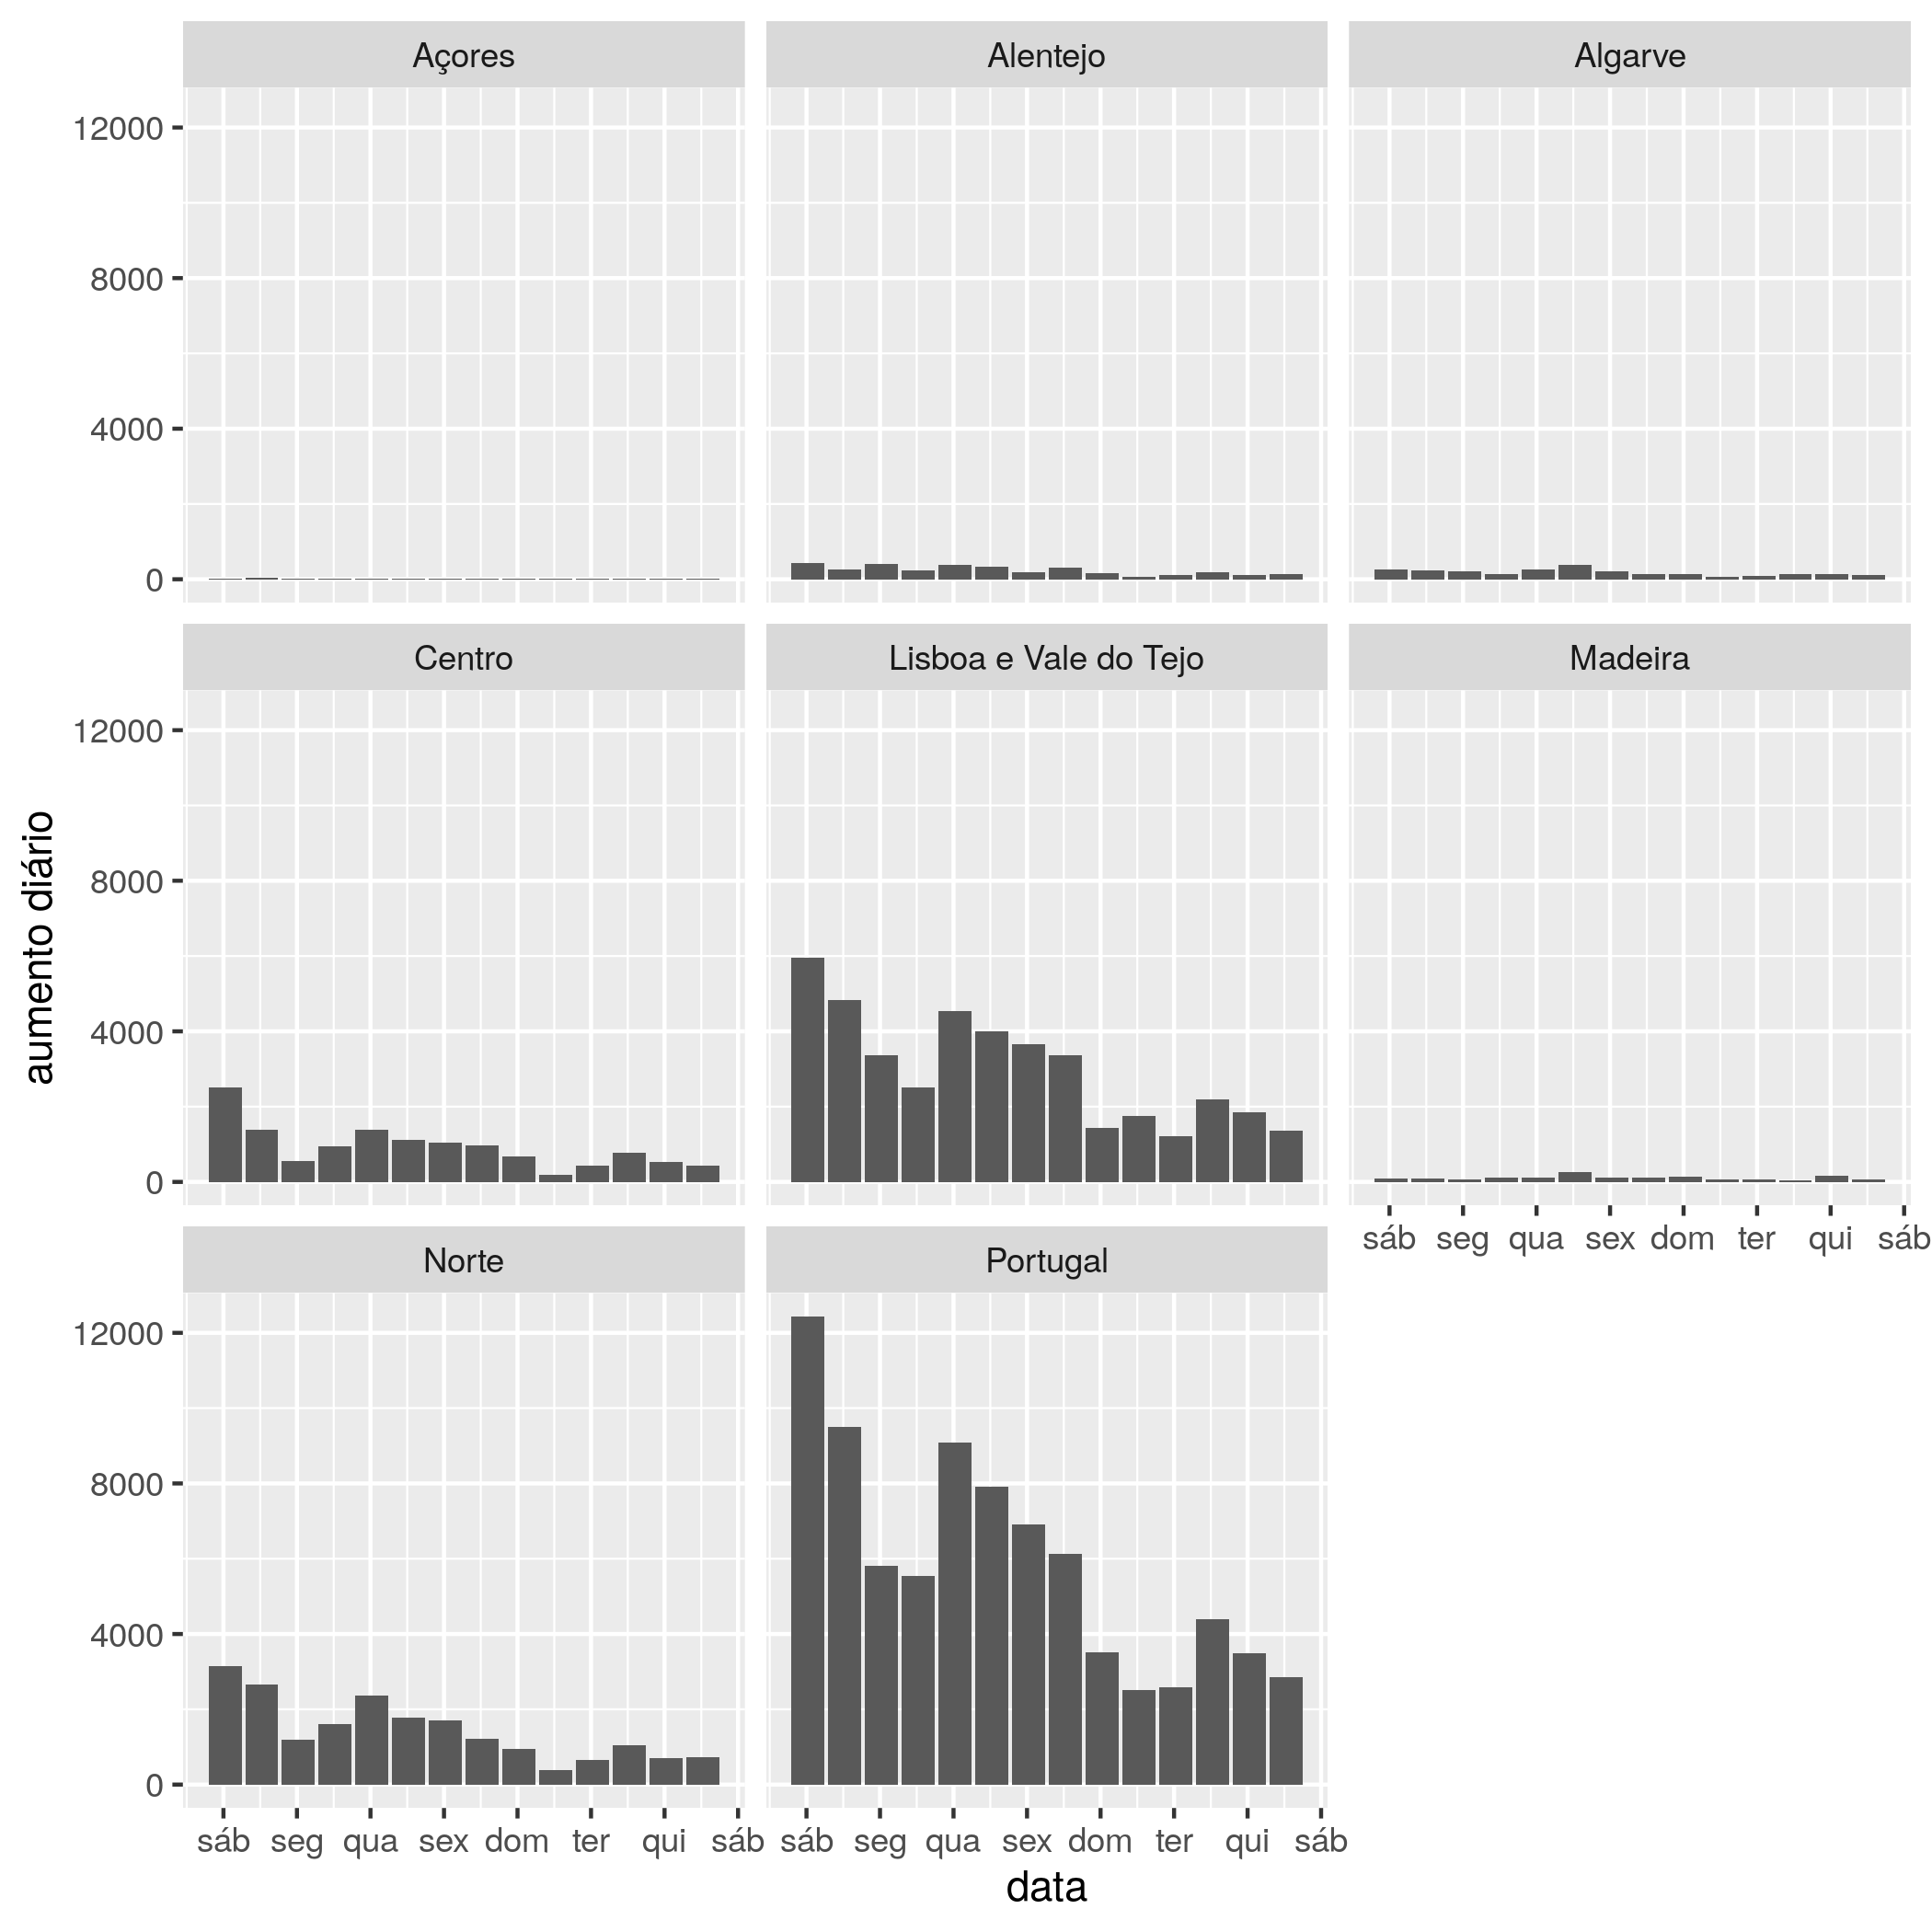 Açores
Alentejo
Algarve
12000
8000
4000
0
Centro
Lisboa e Vale do Tejo
Madeira
12000
8000
4000
0
sáb seg qua sex dom ter qui sáb
Norte
Portugal
12000
8000
4000
0
sáb seg qua sex dom ter qui sáb
sáb seg qua sex dom ter qui sáb
aumento diário
data